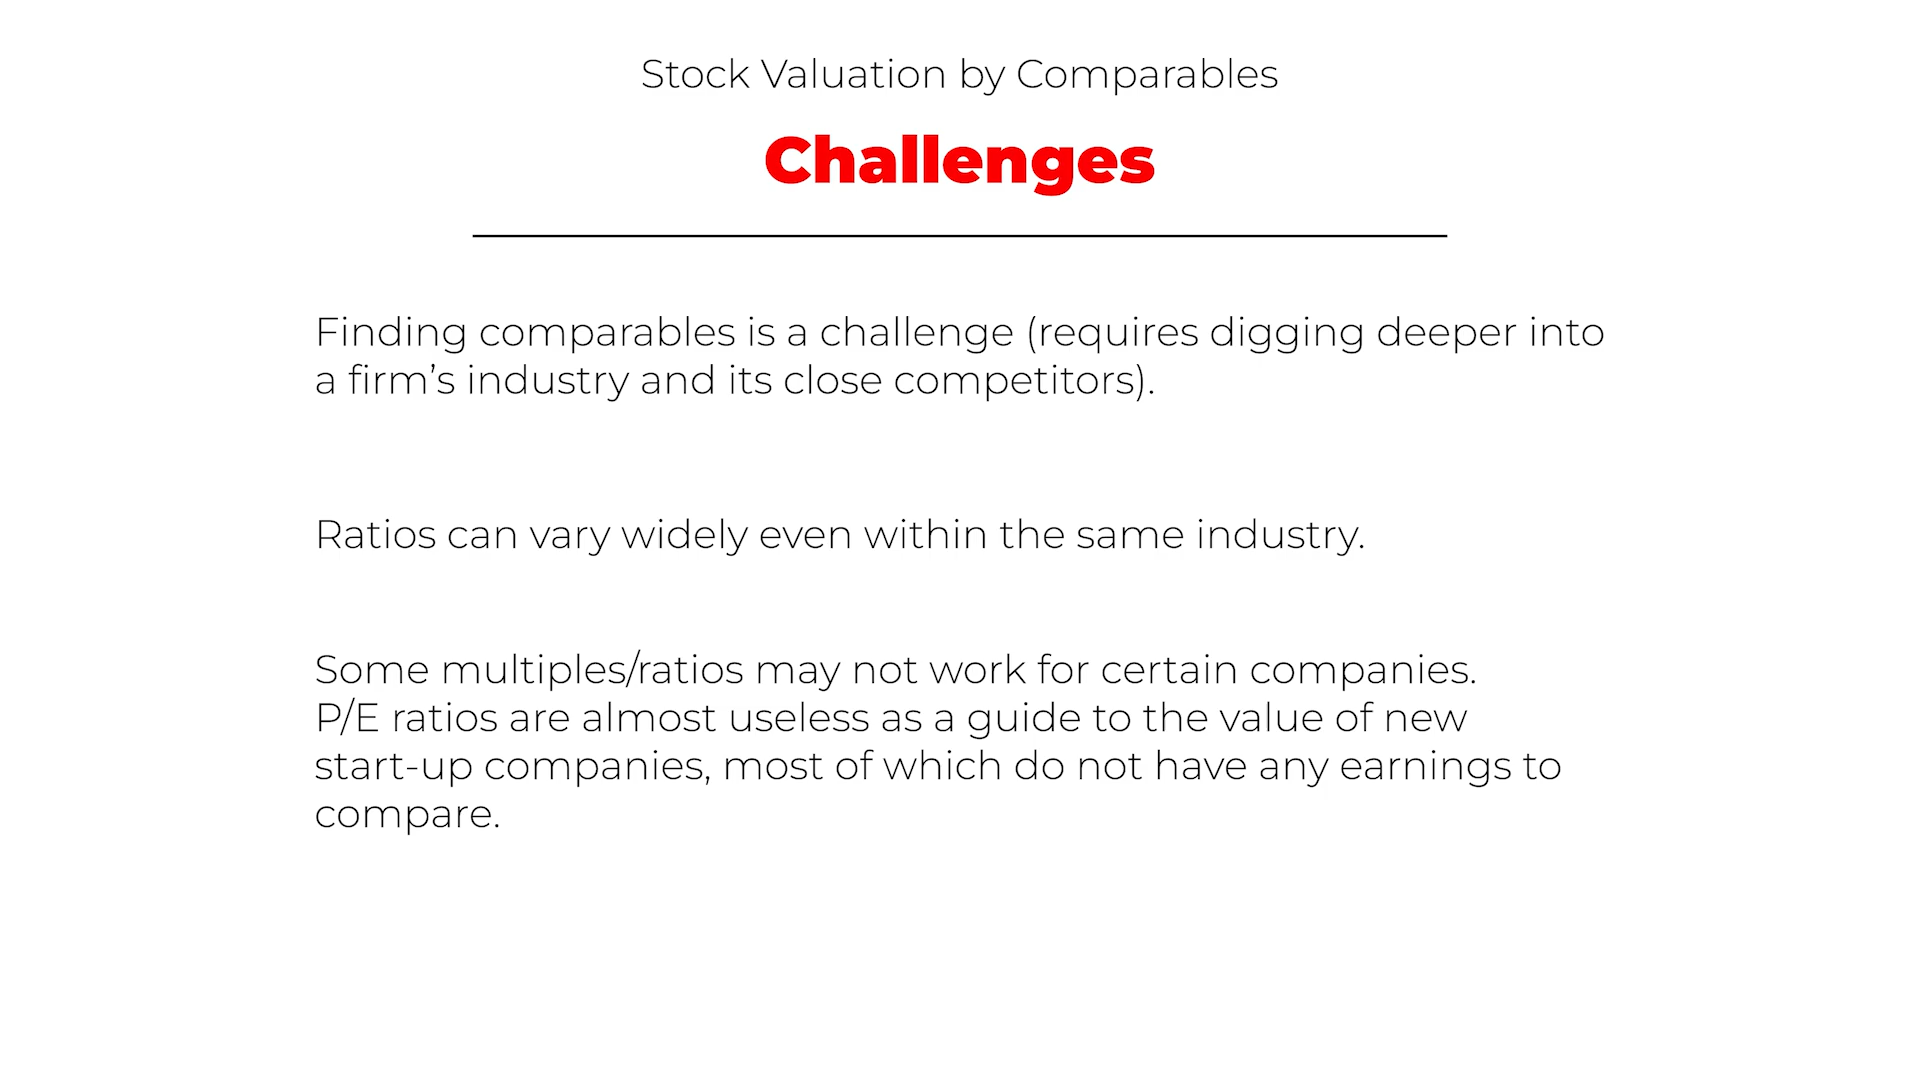 Stock Valuation by Comparables
Challenges
Finding comparables is a challenge (requires digging deeper into
a firm’s industry and its close competitors).
Ratios can vary widely even within the same industry.
Some multiples/ratios may not work for certain companies.
P/E ratios are almost useless as a guide to the value of new
start-up companies, most of which do not have any earnings to
compare.